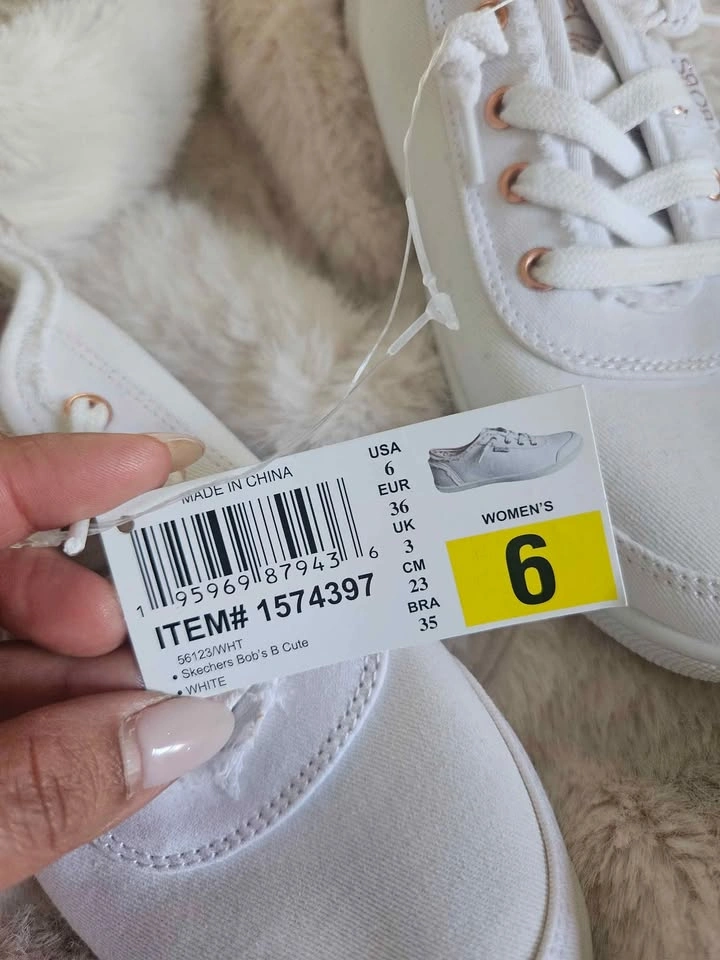 BOBS
MADE IN CHINA
1 95969 87943 6
ITEM# 1574397
56123/WHT
• Skechers Bob's B Cute
• WHITE
USA
6
EUR
36
UK
3
CM
23
BRA
35
WOMEN'S
6